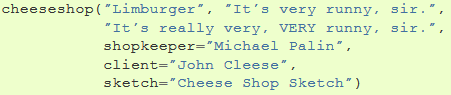 cheeseshop("Limburger", "It's very runny, sir.",
"It's really very, VERY runny, sir.",
shopkeeper="Michael Palin",
client="John Cleese",
sketch="Cheese Shop Sketch")